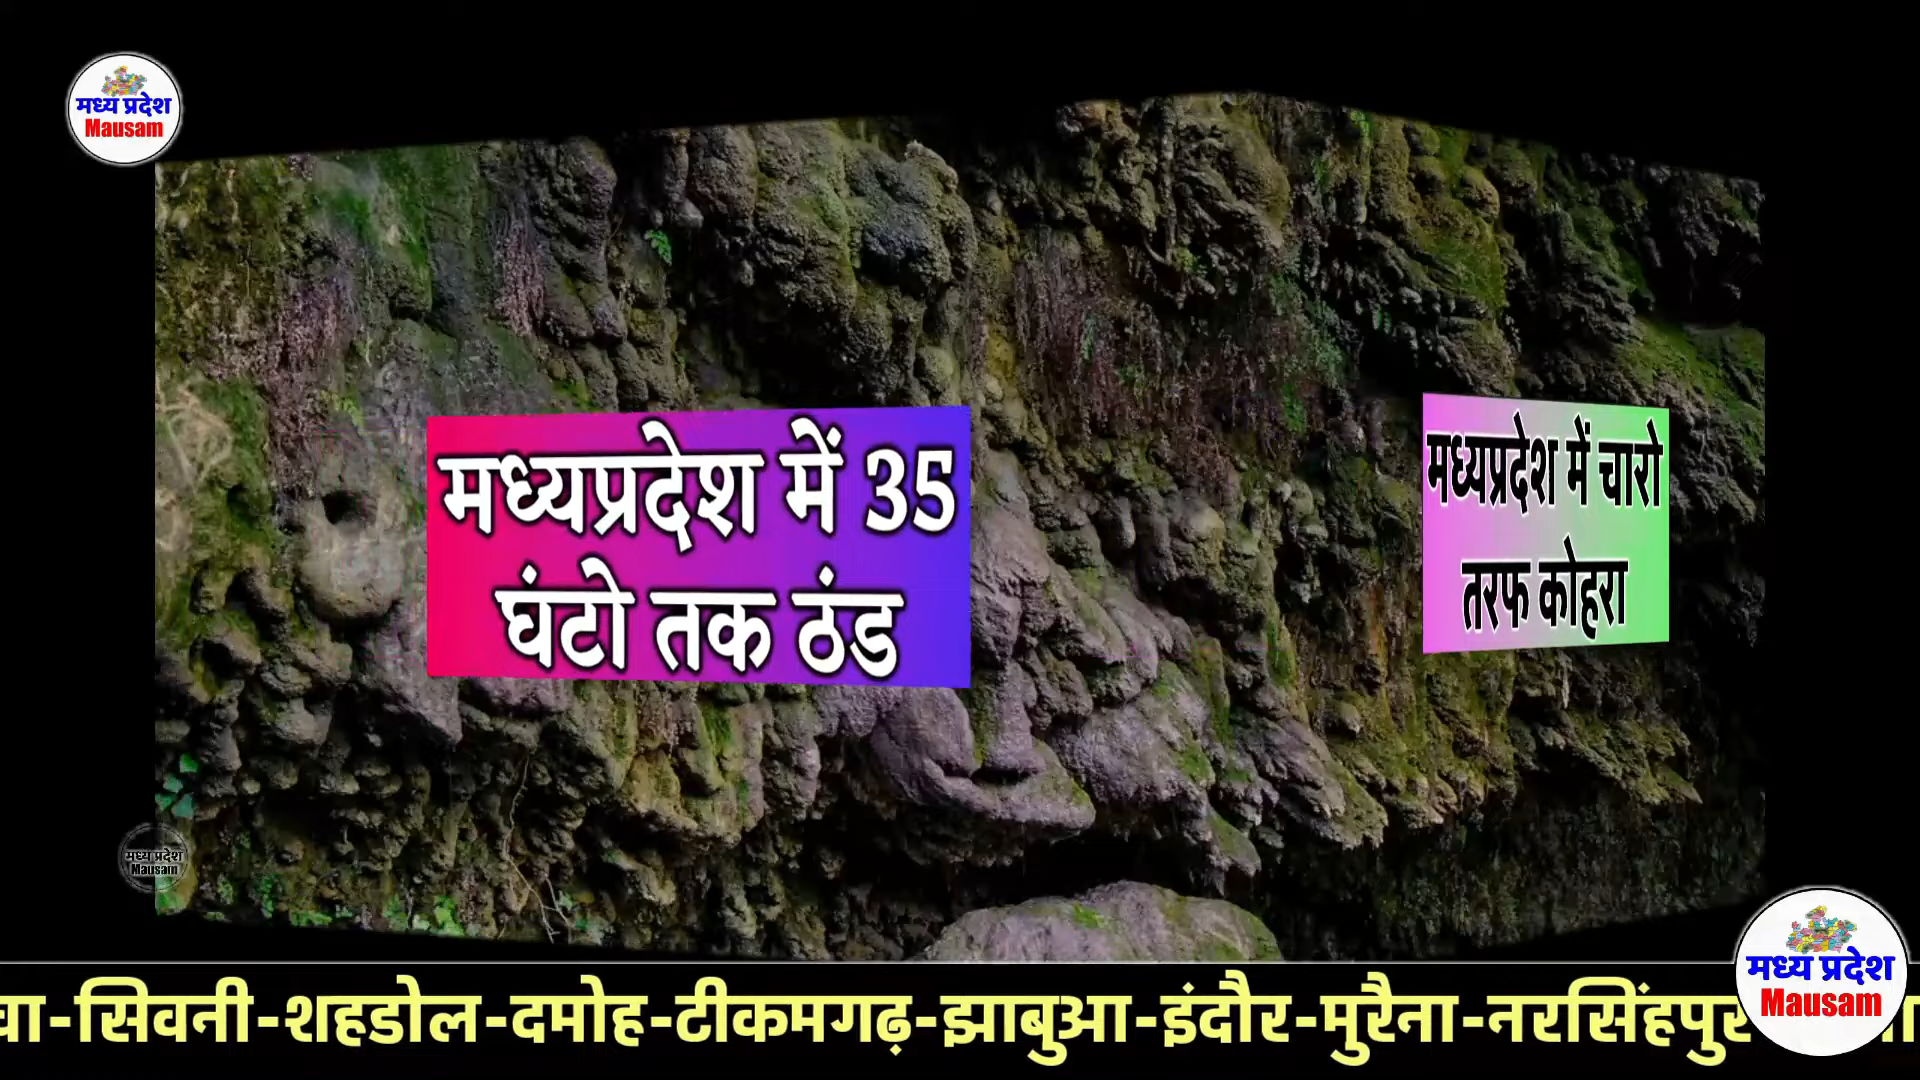 मध्य प्रदेश
Mausam
मध्यप्रदेश में 35
घंटो तक ठंड
मध्यप्रदेश में चारो
तरफ कोहरा
मध्य प्रदेश
Mausam
मध्य प्रदेश
Mausam
-सिवनी-शहडोल-दमोह-टीकमगढ़-झाबुआ-इंदौर-मुरैना-नरसिंहपुर